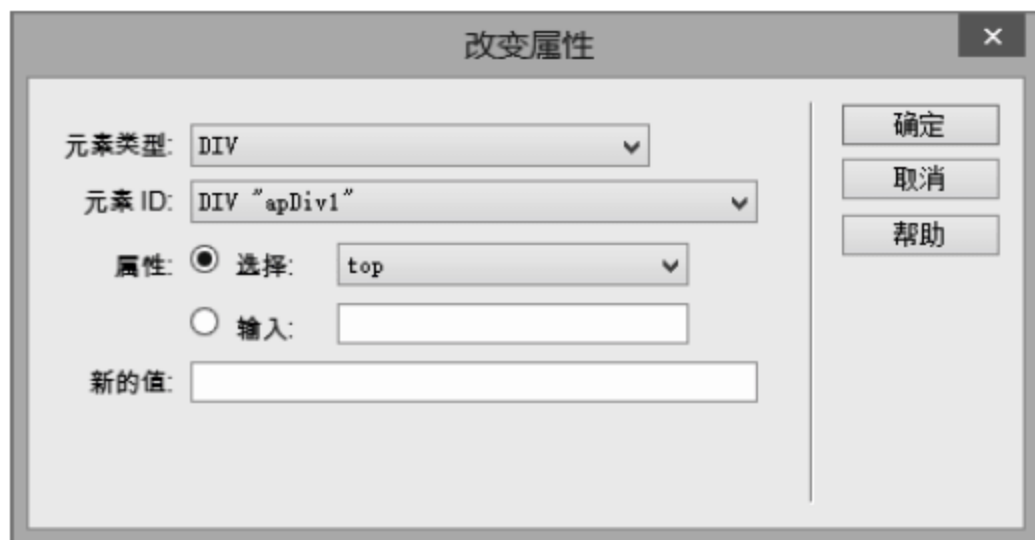 改变属性
×
元素类型: DIV
确定
元素 ID: DIV "apDiv1"
取消
属性: 选择: top
帮助
输入:
新的值: